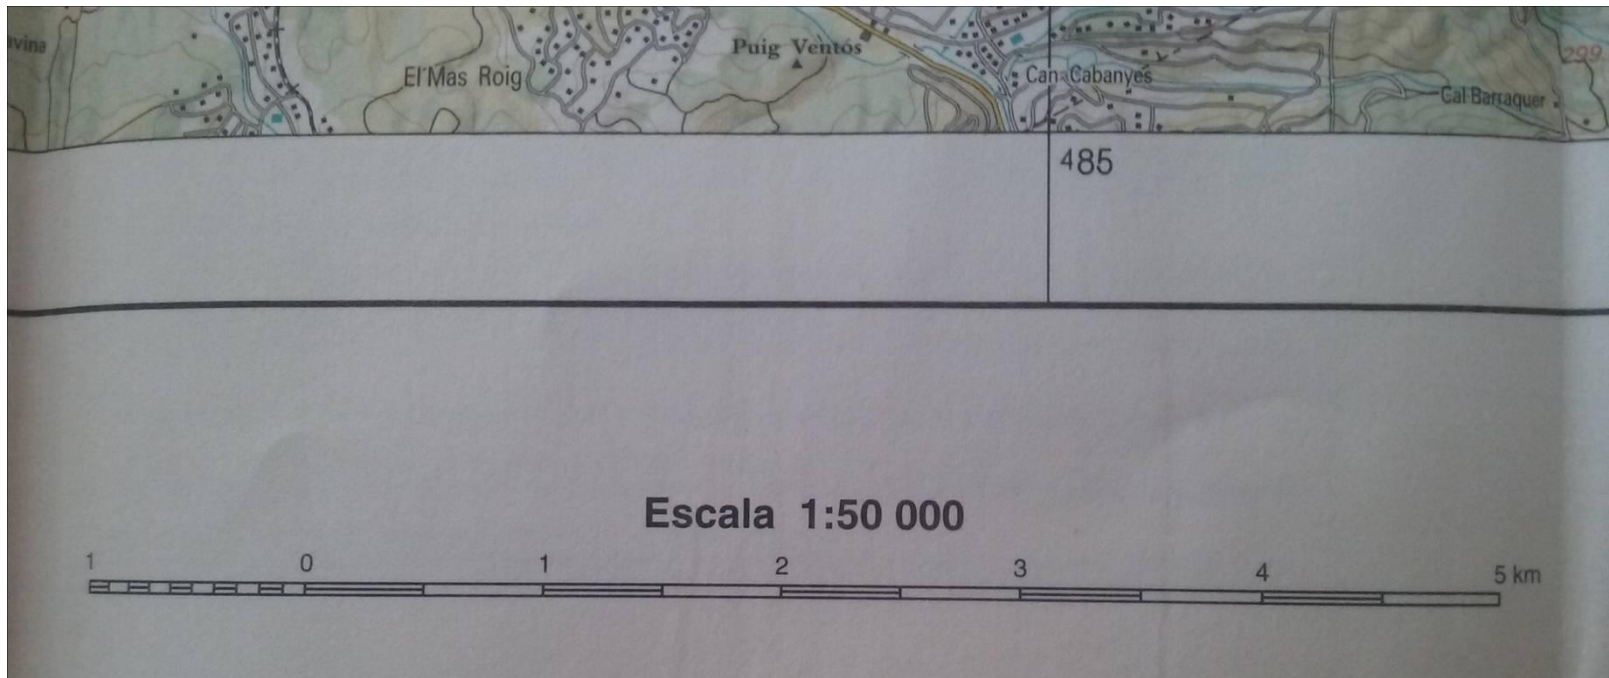 Puig Ventós
El Mas Roig
Can Cabanyes
299
Cal Barraquer
485
Escala 1:50 000
1 0 1 2 3 4 5 km